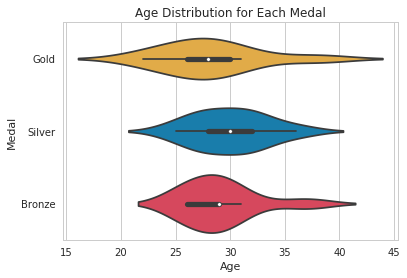 Age Distribution for Each Medal
Gold
Silver
Bronze
Medal
15 20 25 30 35 40 45
Age